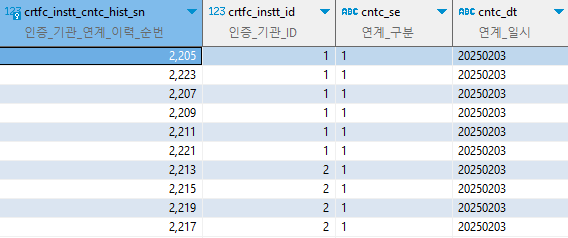 123 crtfc_instt_cntc_hist_sn 123 crtfc_instt_id ABC cntc_se ABC cntc_dt
인증_기관_연계_이력_순번 인증_기관_ID 연계_구분 연계_일시
2,205 1 1 20250203
2,223 1 1 20250203
2,207 1 1 20250203
2,209 1 1 20250203
2,211 1 1 20250203
2,221 1 1 20250203
2,213 2 1 20250203
2,215 2 1 20250203
2,219 2 1 20250203
2,217 2 1 20250203